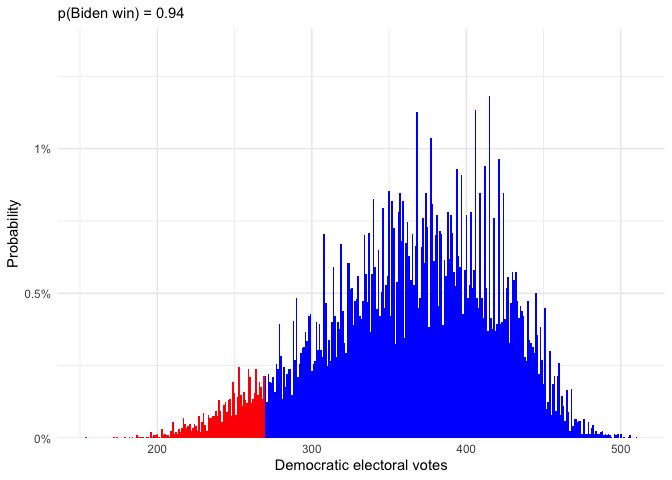 p(Biden win) = 0.94
1%
0.5%
0%
Probability
200
300
400
500
Democratic electoral votes